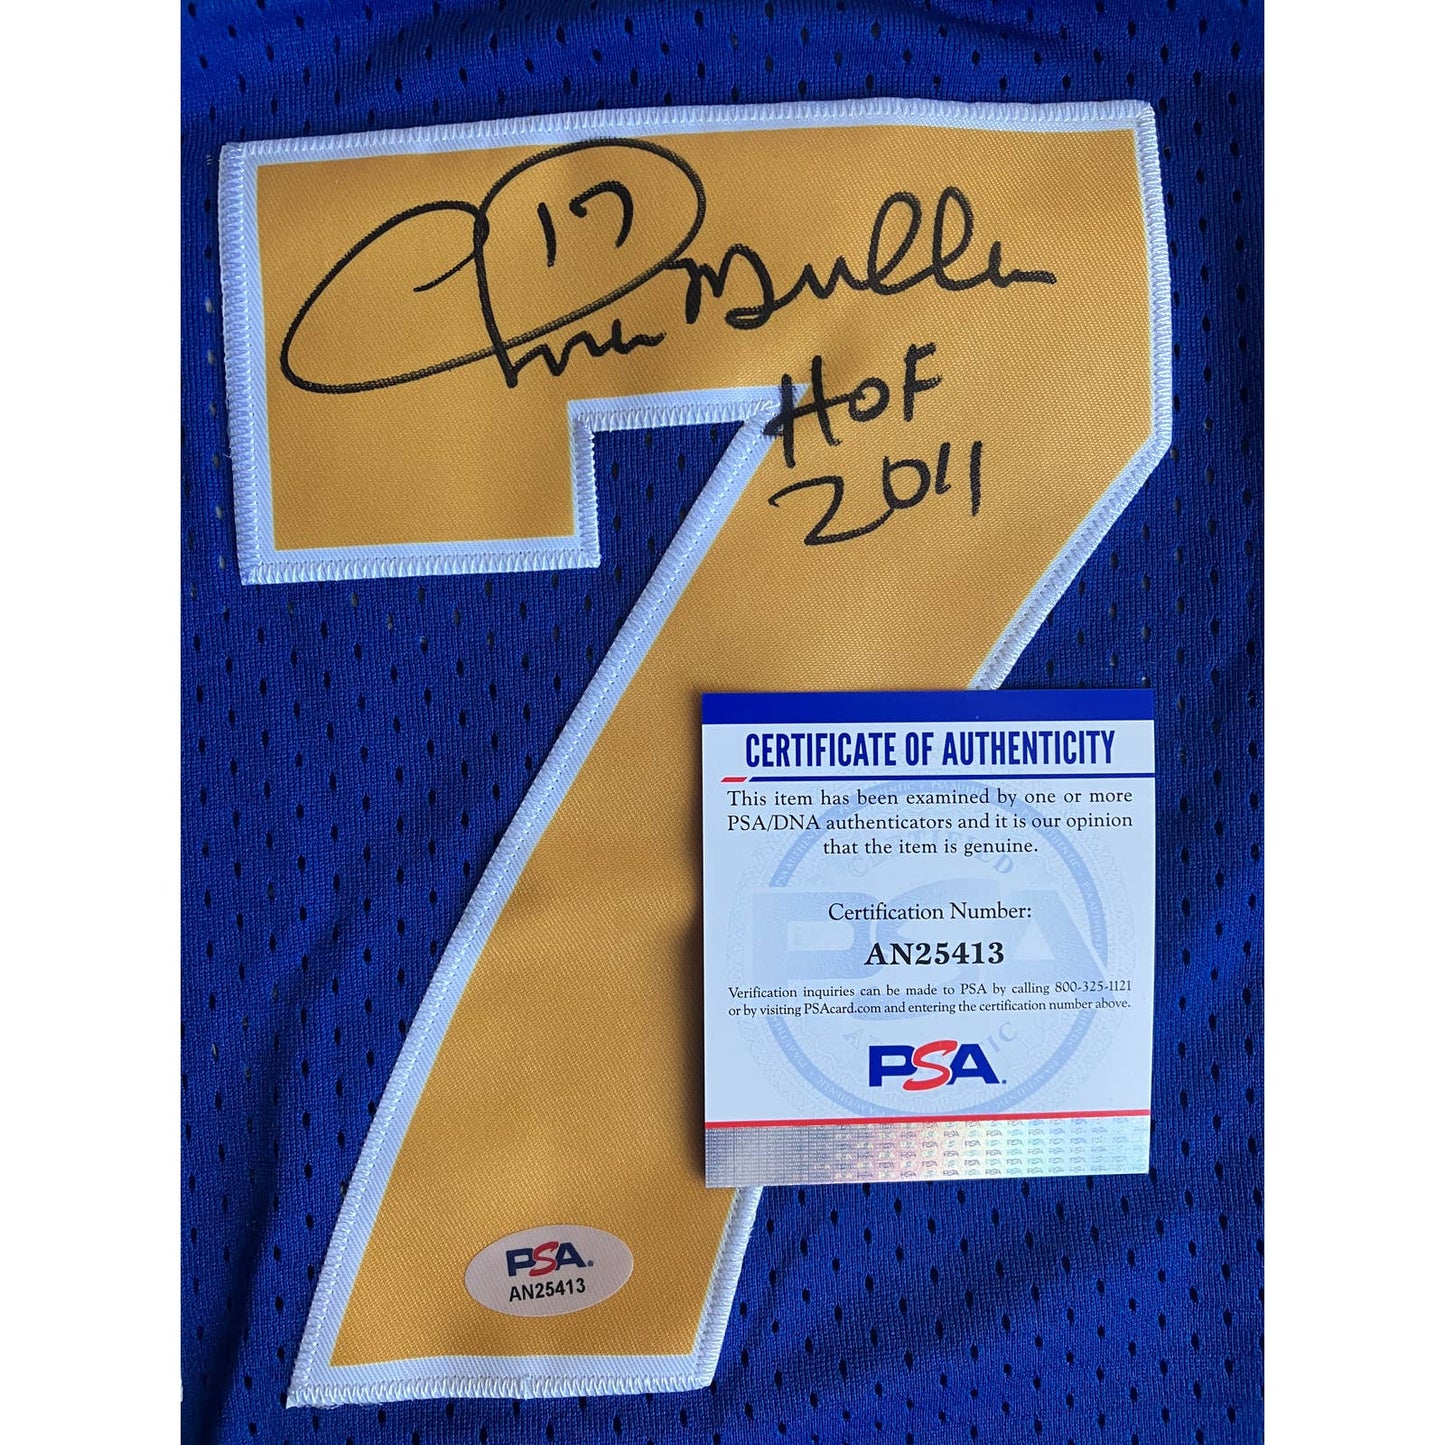 17
Chris Mullin
HOF
2011
7
CERTIFICATE OF AUTHENTICITY
This item has been examined by one or more
PSA/DNA authenticators and it is our opinion
that the item is genuine.
Certification Number:
AN25413
Verification inquiries can be made to PSA by calling 800-325-1121
or by visiting PSAcard.com and entering the certification number above.
PSA
PSA
AN25413